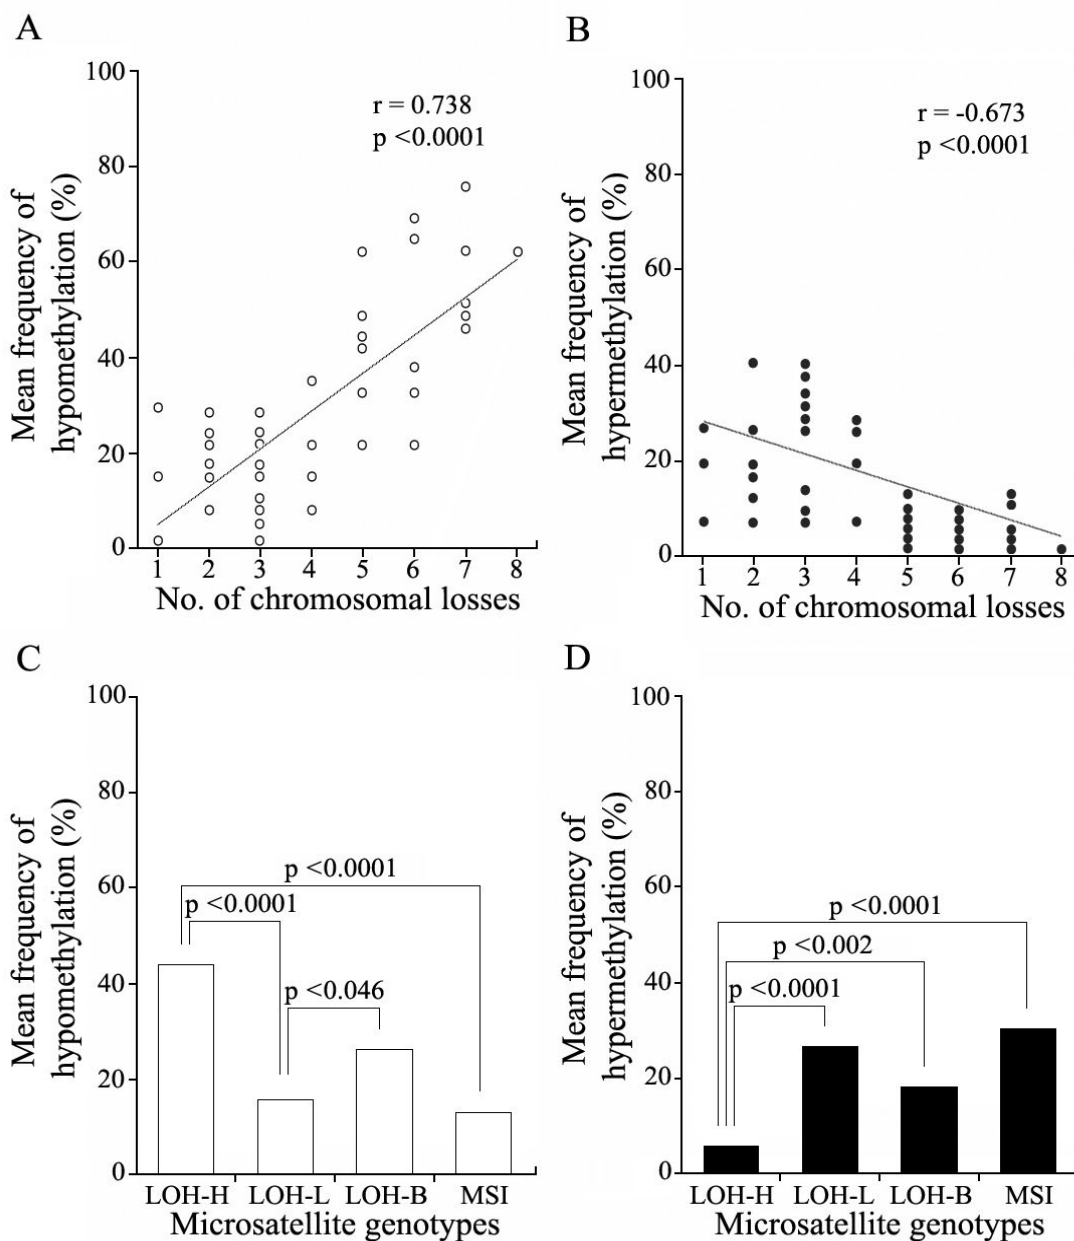 A
Mean frequency of
hypomethylation (%)
100
80
60
40
20
0
r = 0.738
p <0.0001
1 2 3 4 5 6 7 8
No. of chromosomal losses
B
Mean frequency of
hypermethylation (%)
100
80
60
40
20
0
r = -0.673
p <0.0001
1 2 3 4 5 6 7 8
No. of chromosomal losses
C
Mean frequency of
hypomethylation (%)
100
80
60
40
20
0
p <0.0001
p <0.0001
p <0.046
LOH-H LOH-L LOH-B MSI
Microsatellite genotypes
D
Mean frequency of
hypermethylation (%)
100
80
60
40
20
0
p <0.0001
p <0.002
p <0.0001
LOH-H LOH-L LOH-B MSI
Microsatellite genotypes